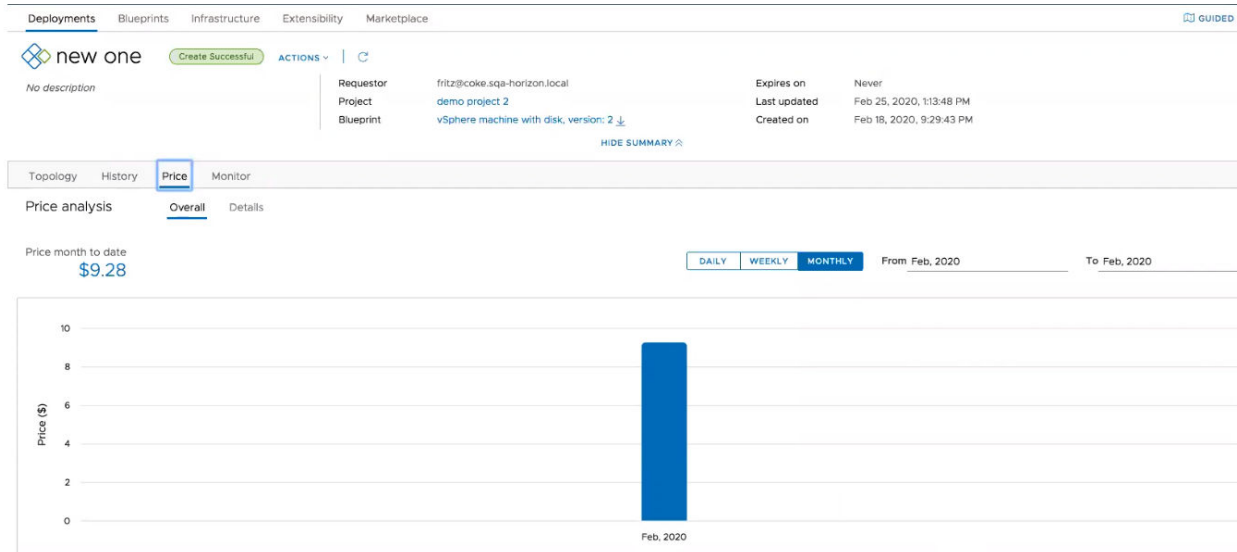 Deployments Blueprints Infrastructure Extensibility Marketplace GUIDED
new one Create Successful ACTIONS
No description
Requestor fritz@coke.sqa-horizon.local Expires on Never
Project demo project 2 Last updated Feb 25, 2020, 1:13:48 PM
Blueprint vSphere machine with disk, version: 2 Created on Feb 18, 2020, 9:29:43 PM
HIDE SUMMARY
Topology History Price Monitor
Price analysis Overall Details
Price month to date
$9.28
DAILY WEEKLY MONTHLY From Feb, 2020 To Feb, 2020
10
8
6
4
2
0
Price ($)
Feb, 2020